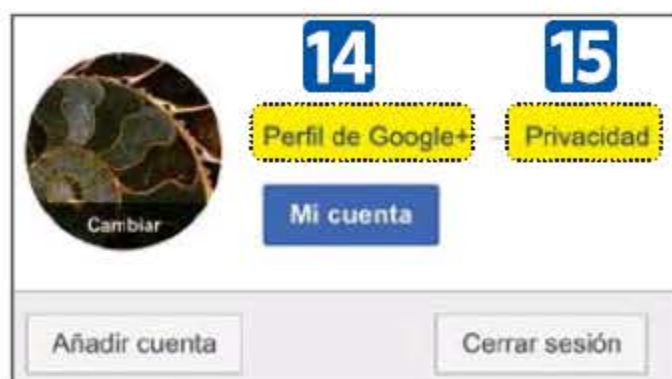 14 15
Perfil de Google+ – Privacidad
Mi cuenta
Cambiar
Añadir cuenta Cerrar sesión